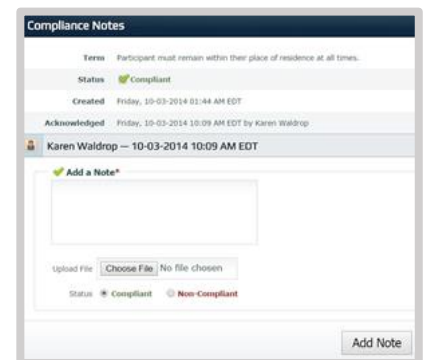 Compliance Notes
Term Participant must remain within their place of residence at all times.
Status Compliant
Created Friday, 10-03-2014 01:44 AM EDT
Acknowledged Friday, 10-03-2014 10:09 AM EDT by Karen Waldrop
Karen Waldrop — 10-03-2014 10:09 AM EDT
Add a Note*
Upload File Choose File No file chosen
Status Compliant Non-Compliant
Add Note